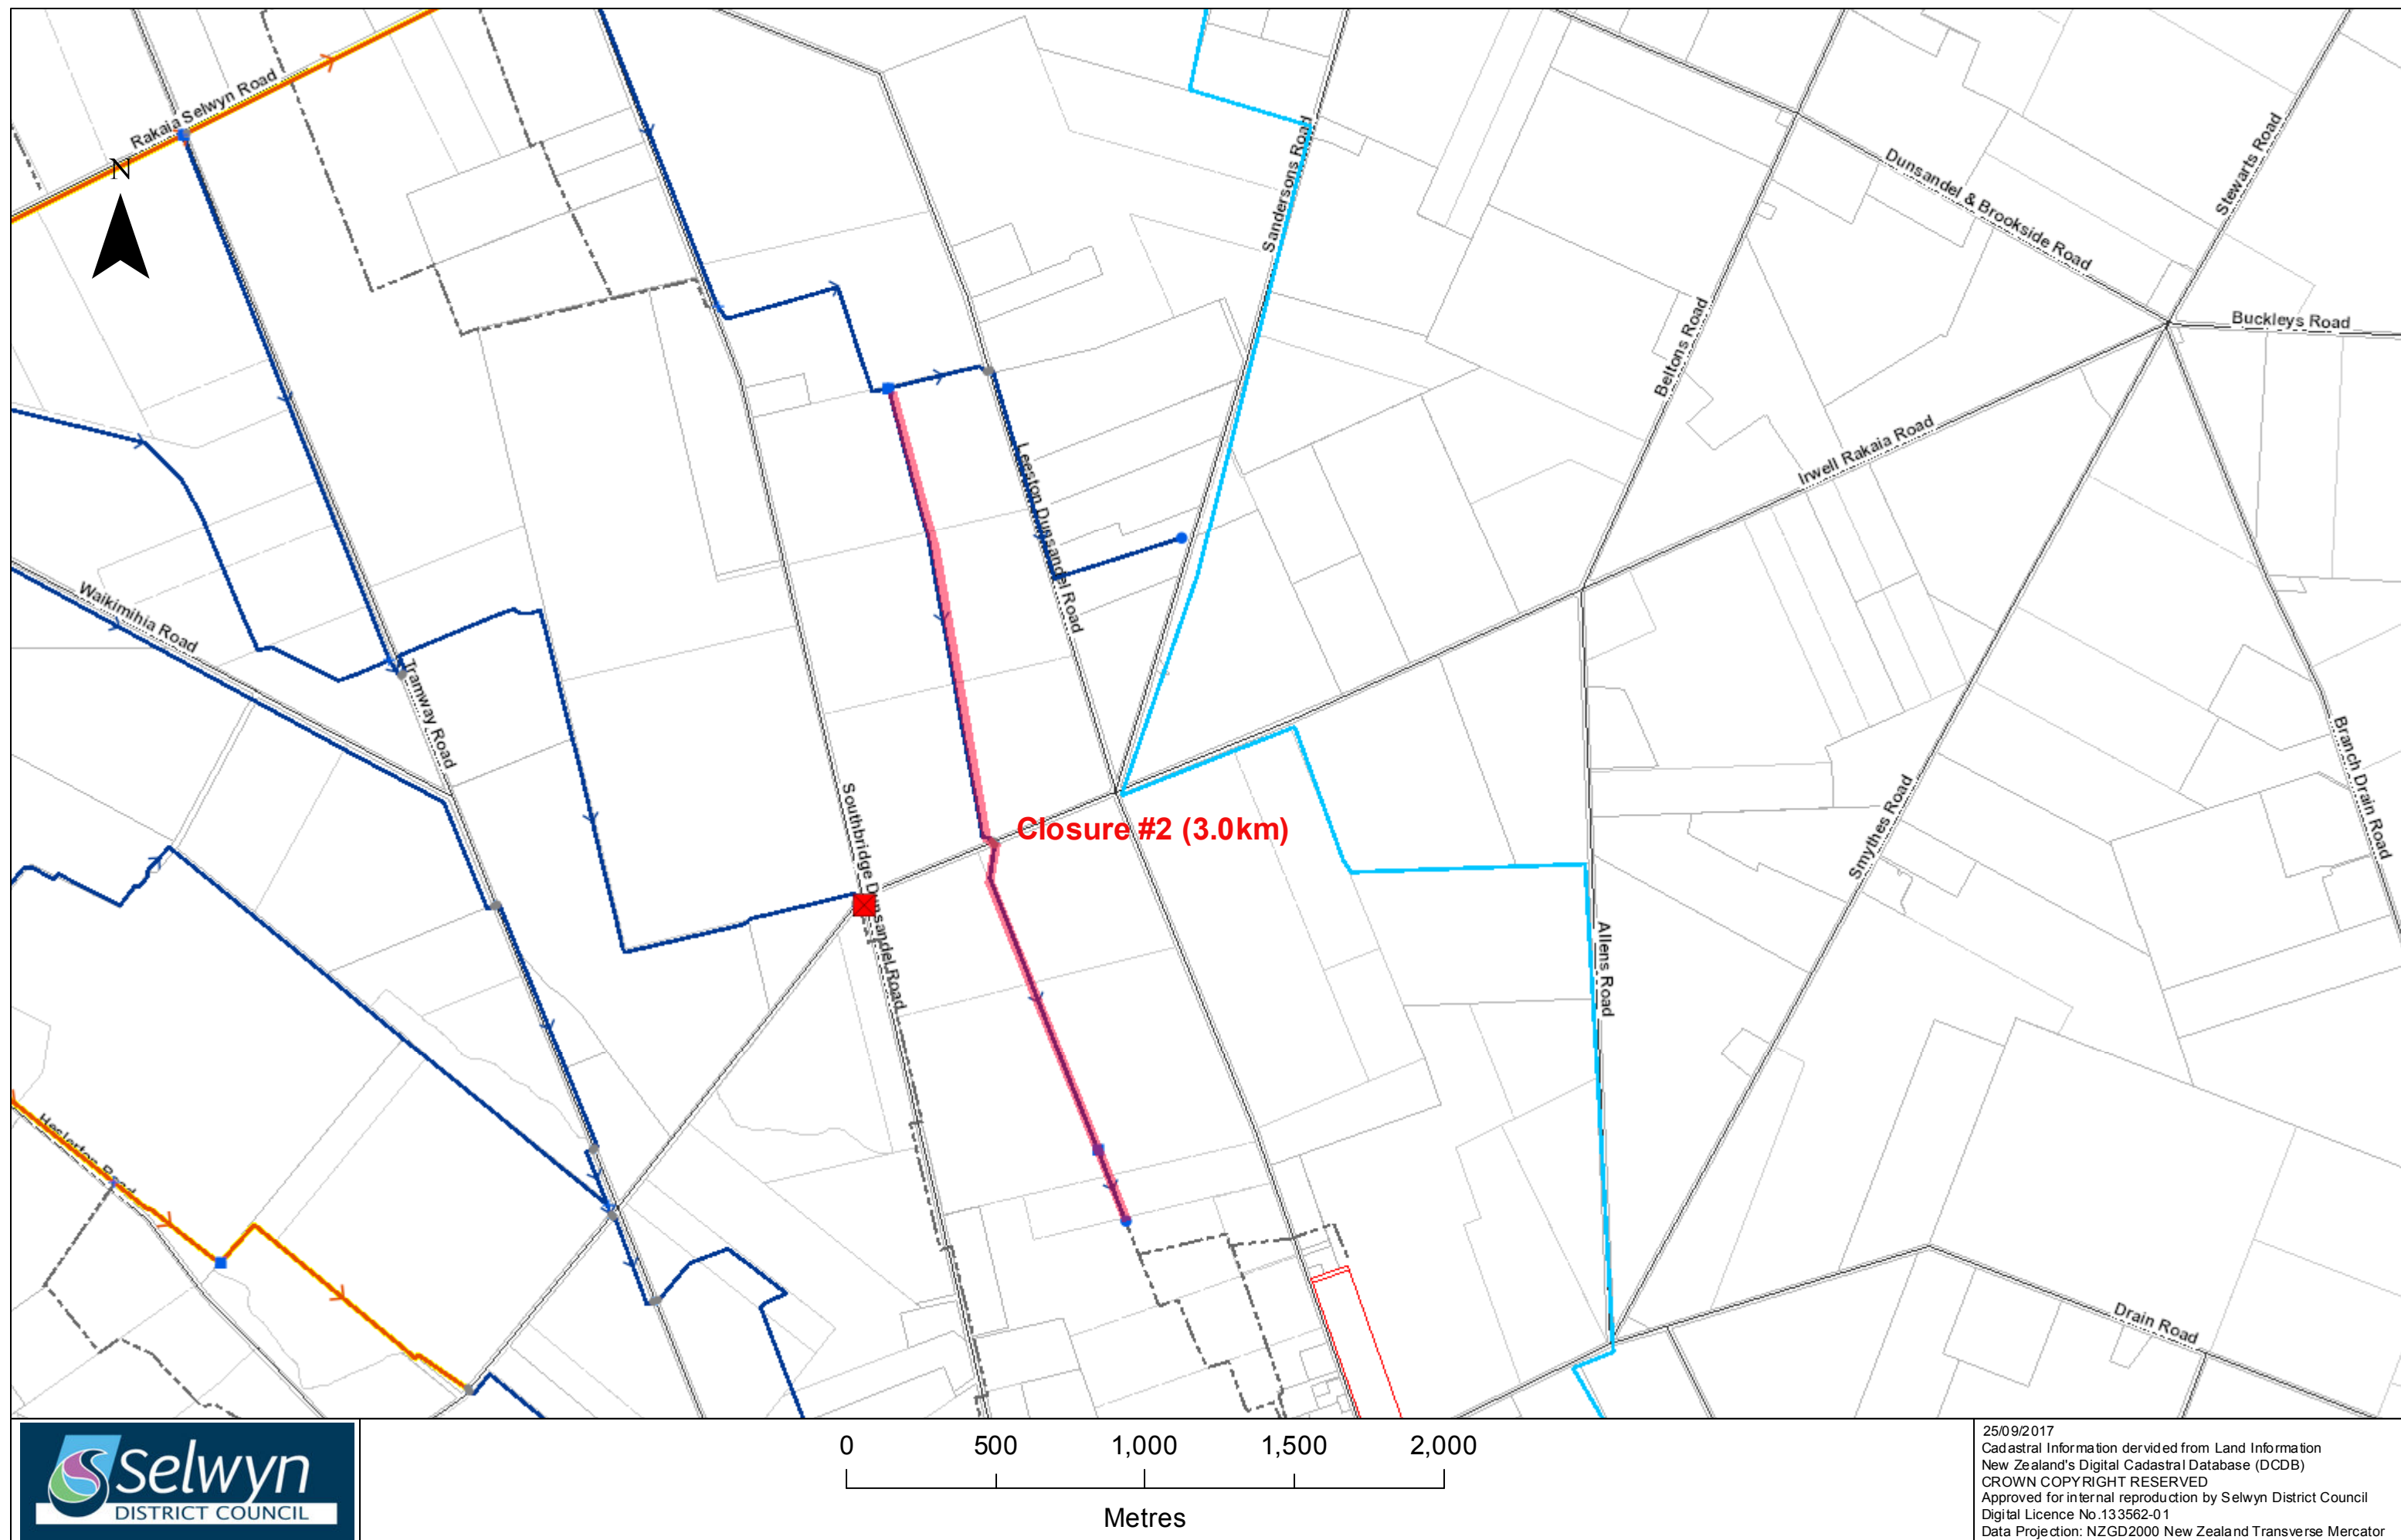 Rakaia Selwyn Road
N
Sandersons Road
Dunsandel & Brookside Road
Stewarts Road
Buckleys Road
Beltons Road
Irwell Rakaia Road
Leeston Dunsandel Road
Waikimihia Road
Tramway Road
Southbridge Dunsandel Road
Closure #2 (3.0km)
Smythes Road
Branch Drain Road
Allens Road
Heslerton Road
Drain Road
Selwyn
DISTRICT COUNCIL
0 500 1,000 1,500 2,000
Metres
25/09/2017
Cadastral Information dervided from Land Information
New Zealand's Digital Cadastral Database (DCDB)
CROWN COPYRIGHT RESERVED
Approved for internal reproduction by Selwyn District Council
Digital Licence No.133562-01
Data Projection: NZGD2000 New Zealand Transverse Mercator